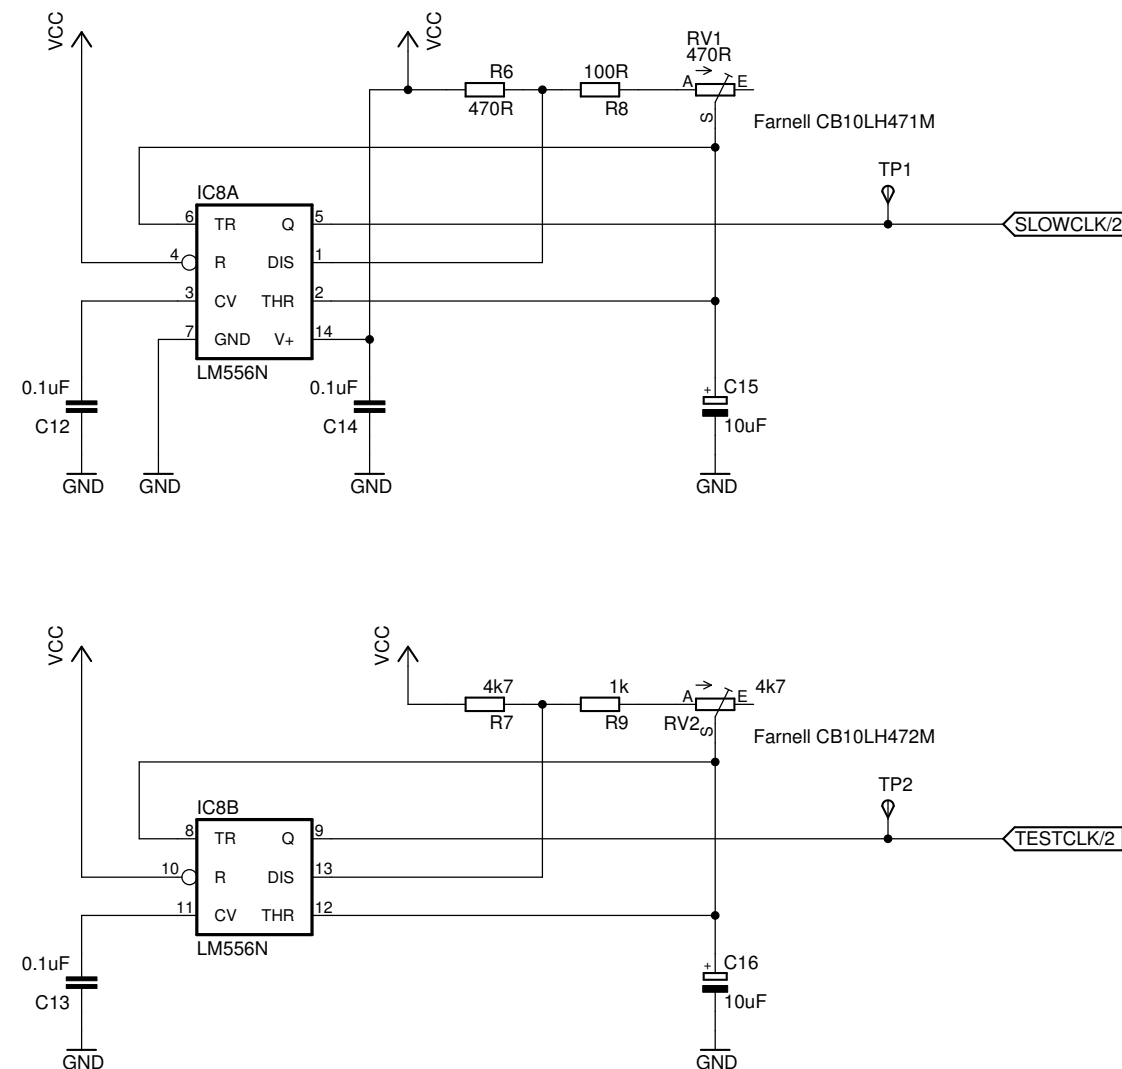 VCC
VCC
RV1
470R
R6
100R
A
E
470R
R8
S
Farnell CB10LH471M
TP1
IC8A
6
TR
Q
5
SLOWCLK/2
4
R
DIS
1
3
CV
THR
2
7
GND
V+
14
LM556N
0.1uF
C12
0.1uF
C14
+
C15
10uF
GND
GND
GND
GND
VCC
VCC
4k7
1k
A
E
4k7
R7
R9
RV2
S
Farnell CB10LH472M
TP2
IC8B
8
TR
Q
9
TESTCLK/2
10
R
DIS
13
11
CV
THR
12
LM556N
0.1uF
C13
+
C16
10uF
GND
GND